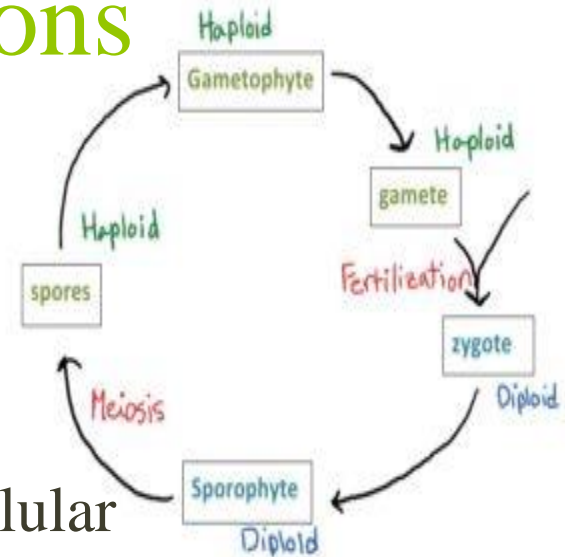 ons
Haploid
Gametophyte
Haploid
gamete
Haploid
Fertilization
spores
zygote
Diploid
Meiosis
Sporophyte
lular
Diploid